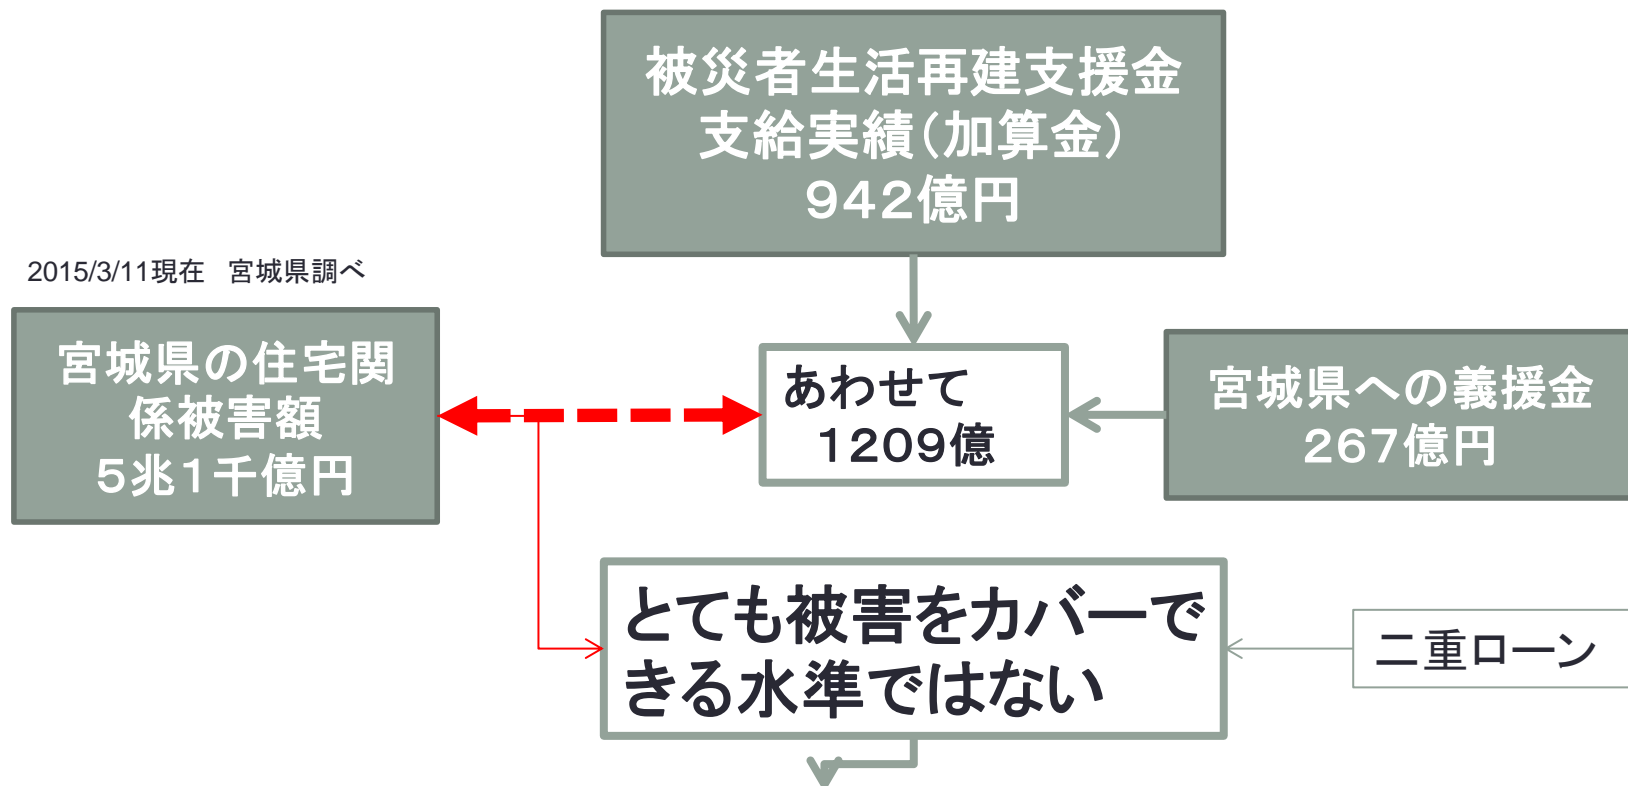 被災者生活再建支援金
支給実績（加算金）
９４２億円
2015/3/11現在　宮城県調べ
宮城県の住宅関
係被害額
５兆１千億円
あわせて
１２０９億
宮城県への義援金
２６７億円
とても被害をカバーで
きる水準ではない
二重ローン